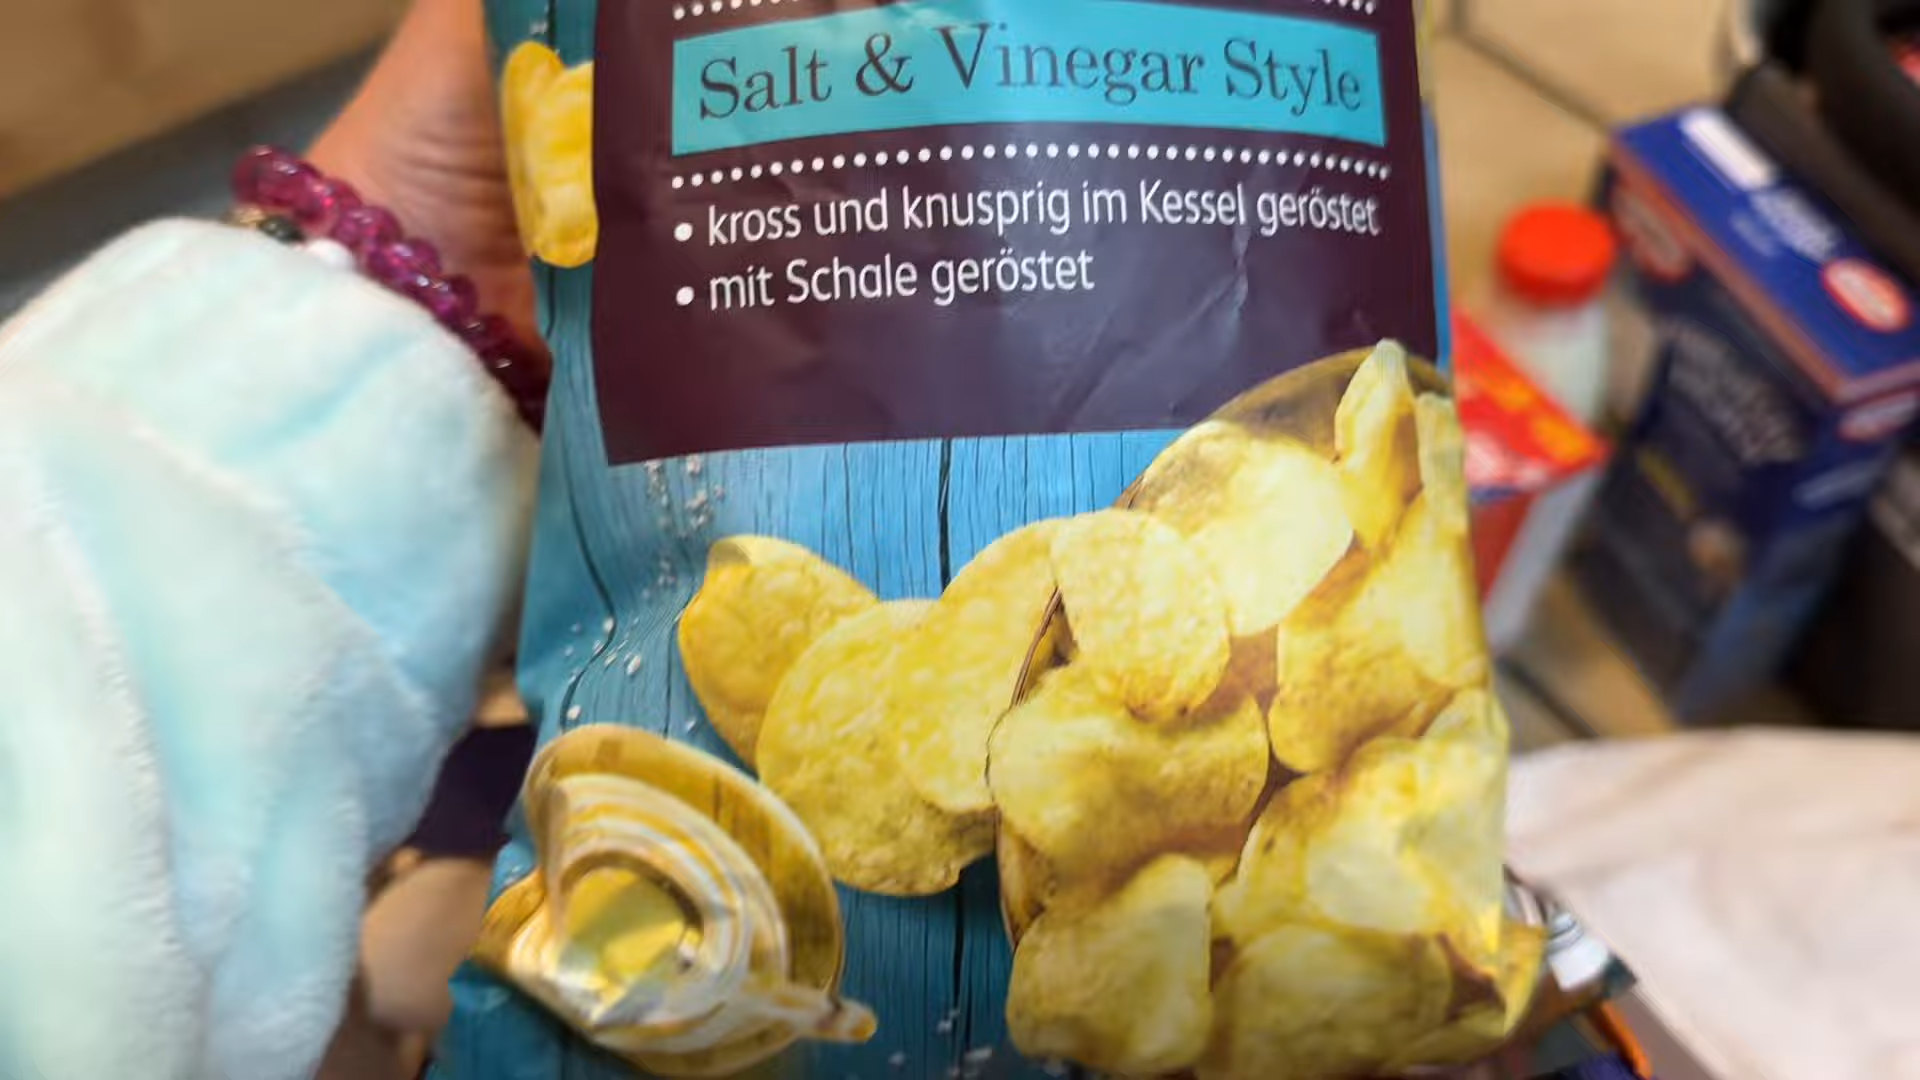 Salt & Vinegar Style
• kross und knusprig im Kessel geröstet
• mit Schale geröstet